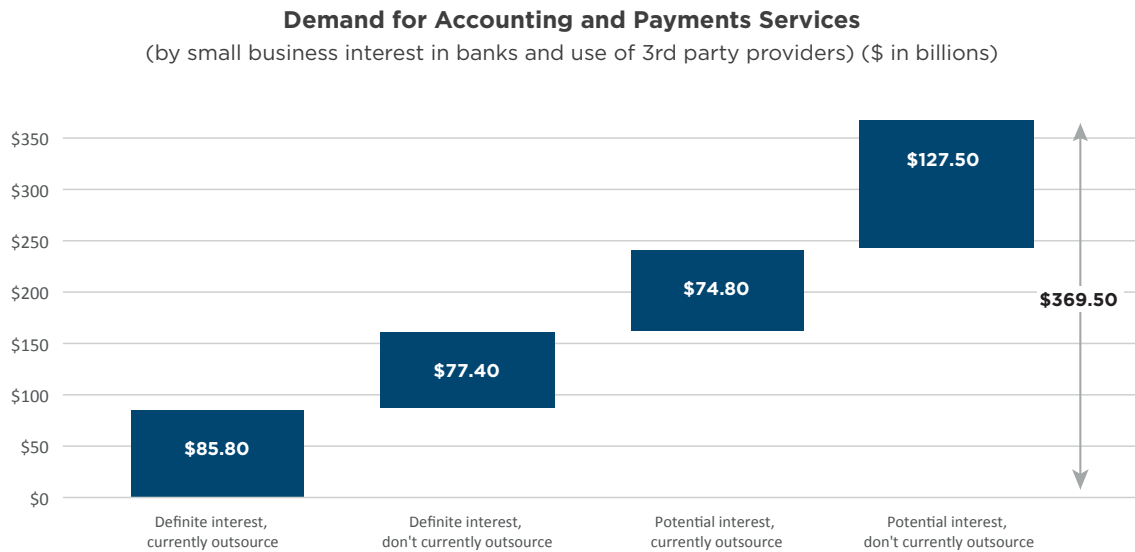 Demand for Accounting and Payments Services
(by small business interest in banks and use of 3rd party providers) ($ in billions)
$350
$300
$250
$200
$150
$100
$50
$0
$85.80
$77.40
$74.80
$127.50
$369.50
Definite interest,
currently outsource
Definite interest,
don't currently outsource
Potential interest,
currently outsource
Potential interest,
don't currently outsource